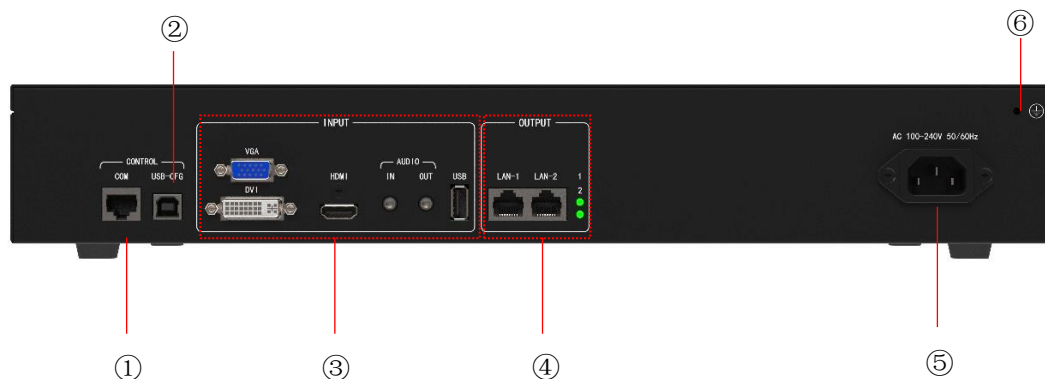 ②
⑥
INPUT
OUTPUT
AC 100-240V 50/60Hz
CONTROL
COM USB-CFG
VGA
AUDIO
HDMI IN OUT USB
LAN-1 LAN-2 1
DVI
2
①
③
④
⑤